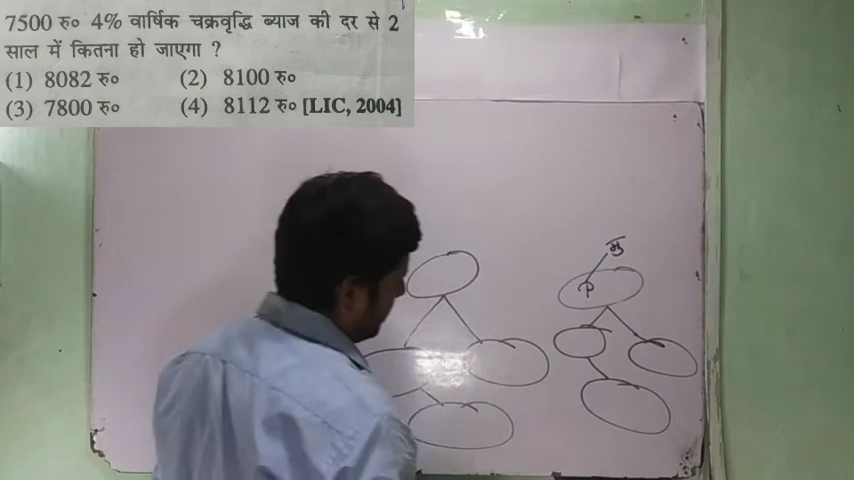 7500 रु० 4% वार्षिक चक्रवृद्धि ब्याज की दर से 2
साल में कितना हो जाएगा ?
(1) 8082 रु० (2) 8100 रु०
(3) 7800 रु० (4) 8112 रु० [LIC, 2004]
मु